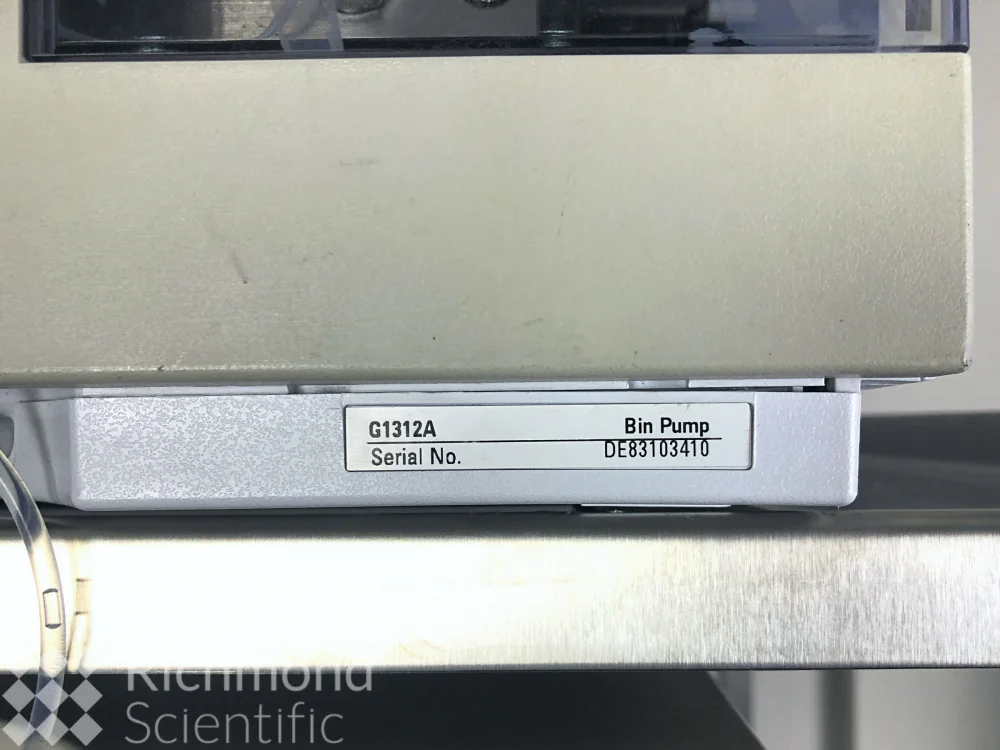 G1312A Bin Pump
Serial No. DE83103410
Richmond
Scientific